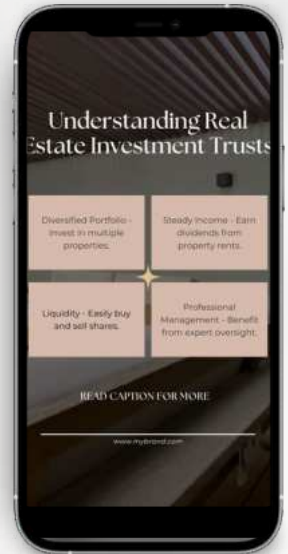 Understanding Real
Estate Investment Trusts
Diversified Portfolio -
Invest in multiple
properties.
Steady Income - Earn
dividends from
property rents.
Liquidity - Easily buy
and sell shares.
Professional
Management - Benefit
from expert oversight.
READ CAPTION FOR MORE
www.mybrand.com